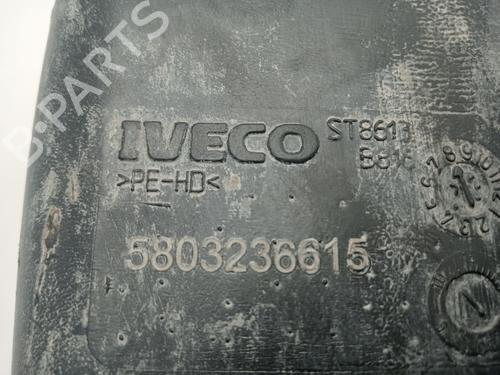 B-PARTS
IVECO ST8613
>PE-HD<
5803236615